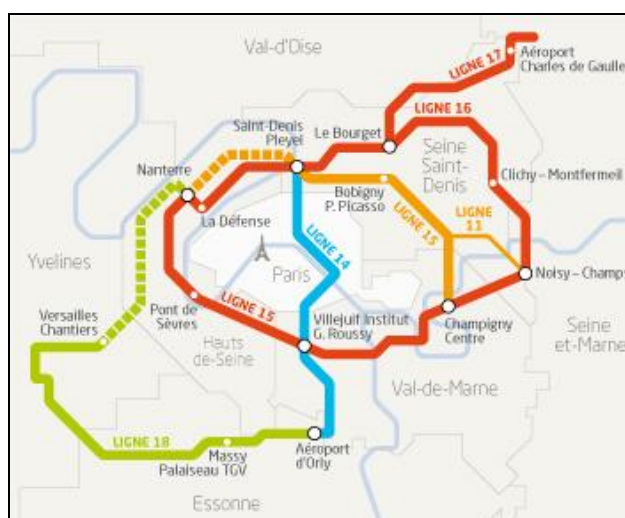 Val-d'Oise
LIGNE 17
Aéroport
Charles de Gaulle
LIGNE 16
Saint-Denis
Pleyel
Le Bourget
Seine
Saint-
Denis
Nanterre
Bobigny
P. Picasso
Clichy – Montfermeil
La Défense
LIGNE 15
LIGNE
11
LIGNE 14
Yvelines
Paris
Noisy – Champs
Versailles
Chantiers
Pont de
Sèvres
LIGNE 15
Villejuif Institut
G. Roussy
Champigny
Centre
Hauts
de-Seine
Seine
et-Marne
Val-de-Marne
LIGNE 18
Massy
Palaiseau TGV
Aéroport
d'Orly
Essonne